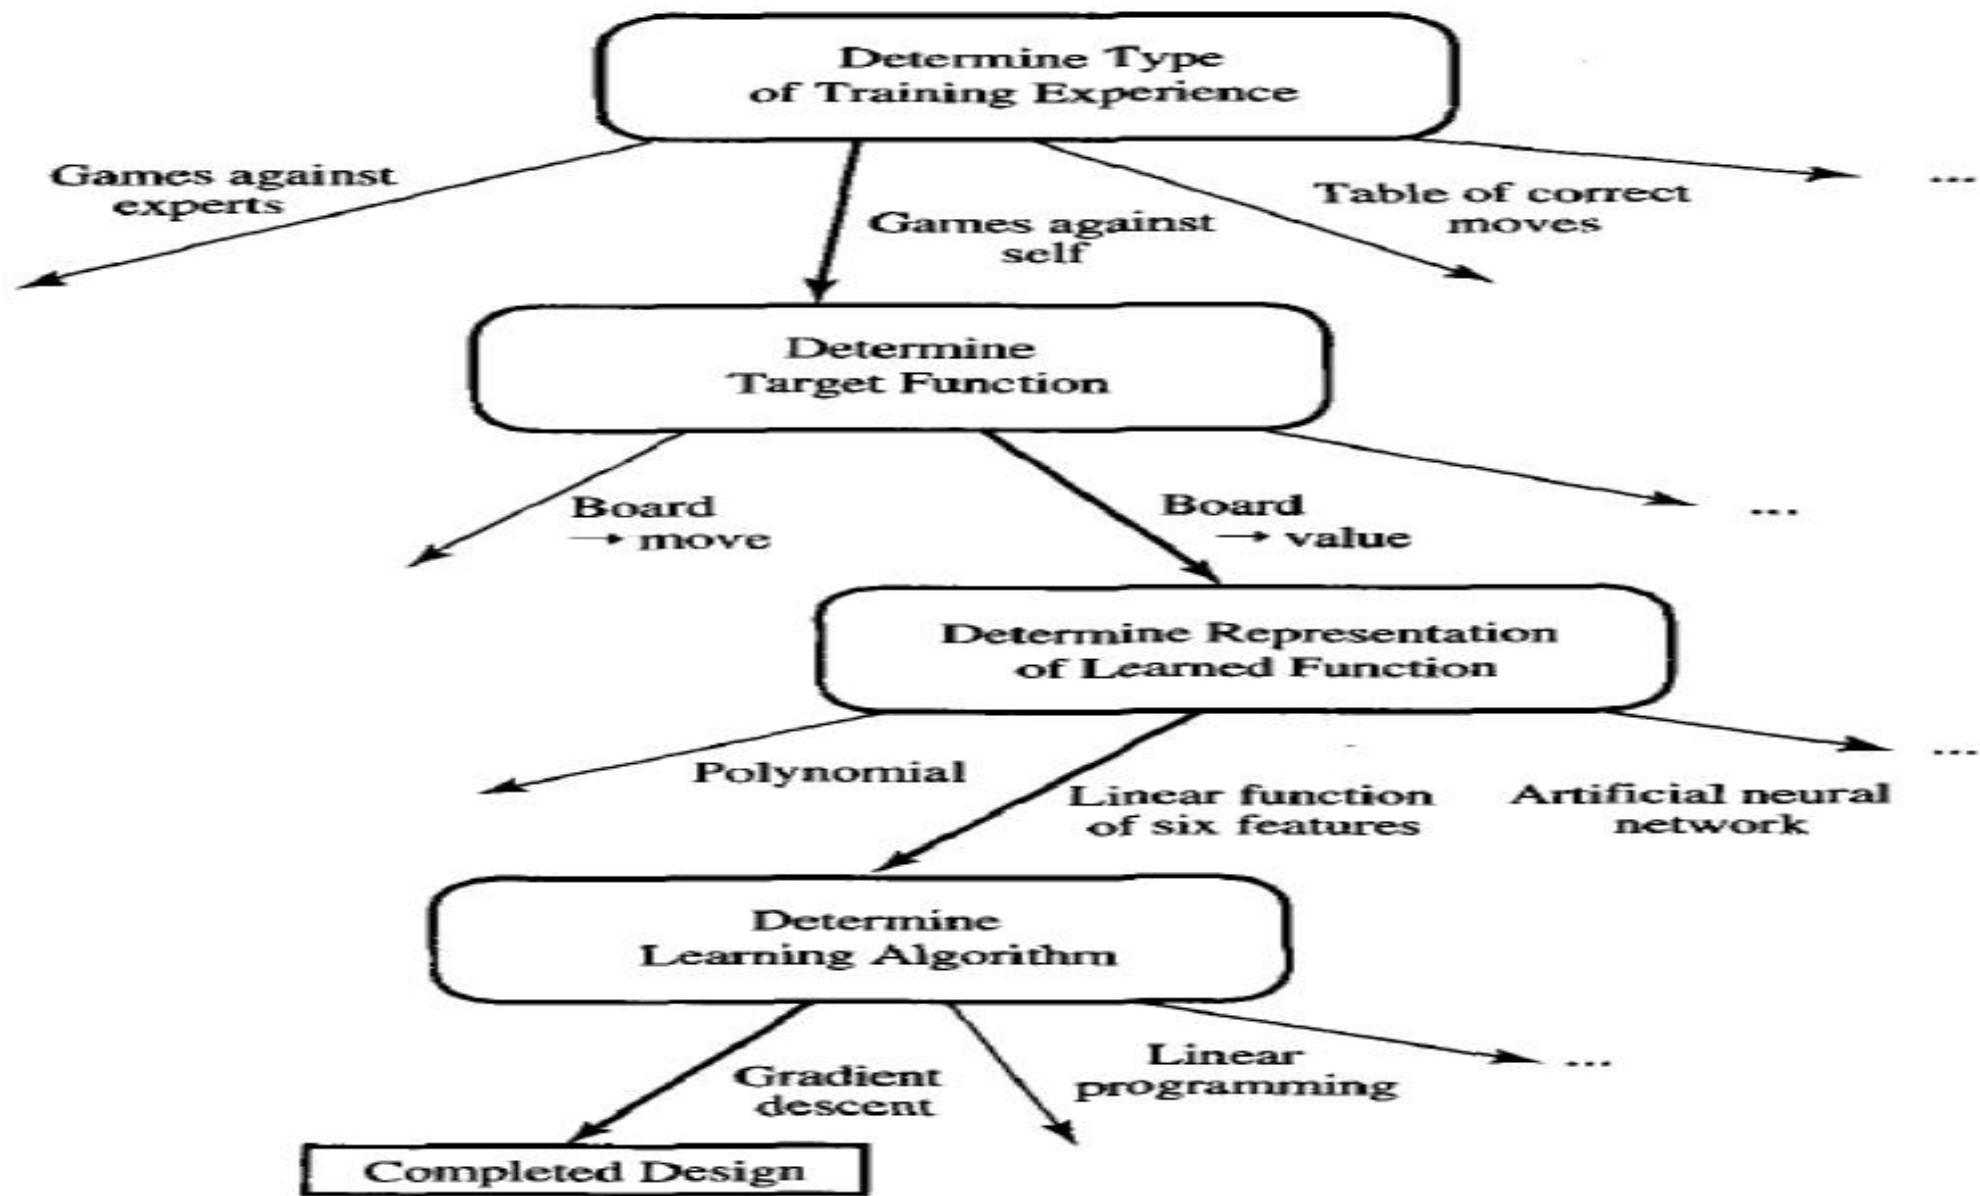 Determine Type
of Training Experience
Games against
experts
Games against
self
Table of correct
moves
...
Determine
Target Function
Board
→ move
Board
→ value
...
Determine Representation
of Learned Function
Polynomial
Linear function
of six features
Artificial neural
network
...
Determine
Learning Algorithm
Gradient
descent
Linear
programming
...
Completed Design